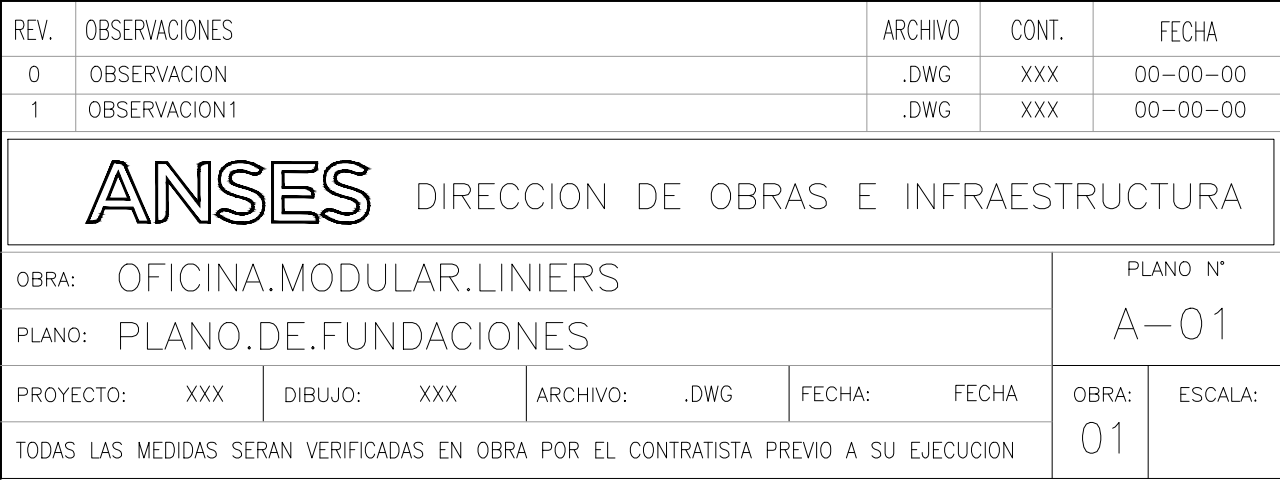 REV. OBSERVACIONES ARCHIVO CONT. FECHA
0 OBSERVACION .DWG XXX 00-00-00
1 OBSERVACION1 .DWG XXX 00-00-00
ANSES DIRECCION DE OBRAS E INFRAESTRUCTURA
OBRA: OFICINA.MODULAR.LINIERS
PLANO N°
A-01
PLANO: PLANO.DE.FUNDACIONES
PROYECTO: XXX DIBUJO: XXX ARCHIVO: .DWG FECHA: FECHA
OBRA: ESCALA:
01
TODAS LAS MEDIDAS SERAN VERIFICADAS EN OBRA POR EL CONTRATISTA PREVIO A SU EJECUCION